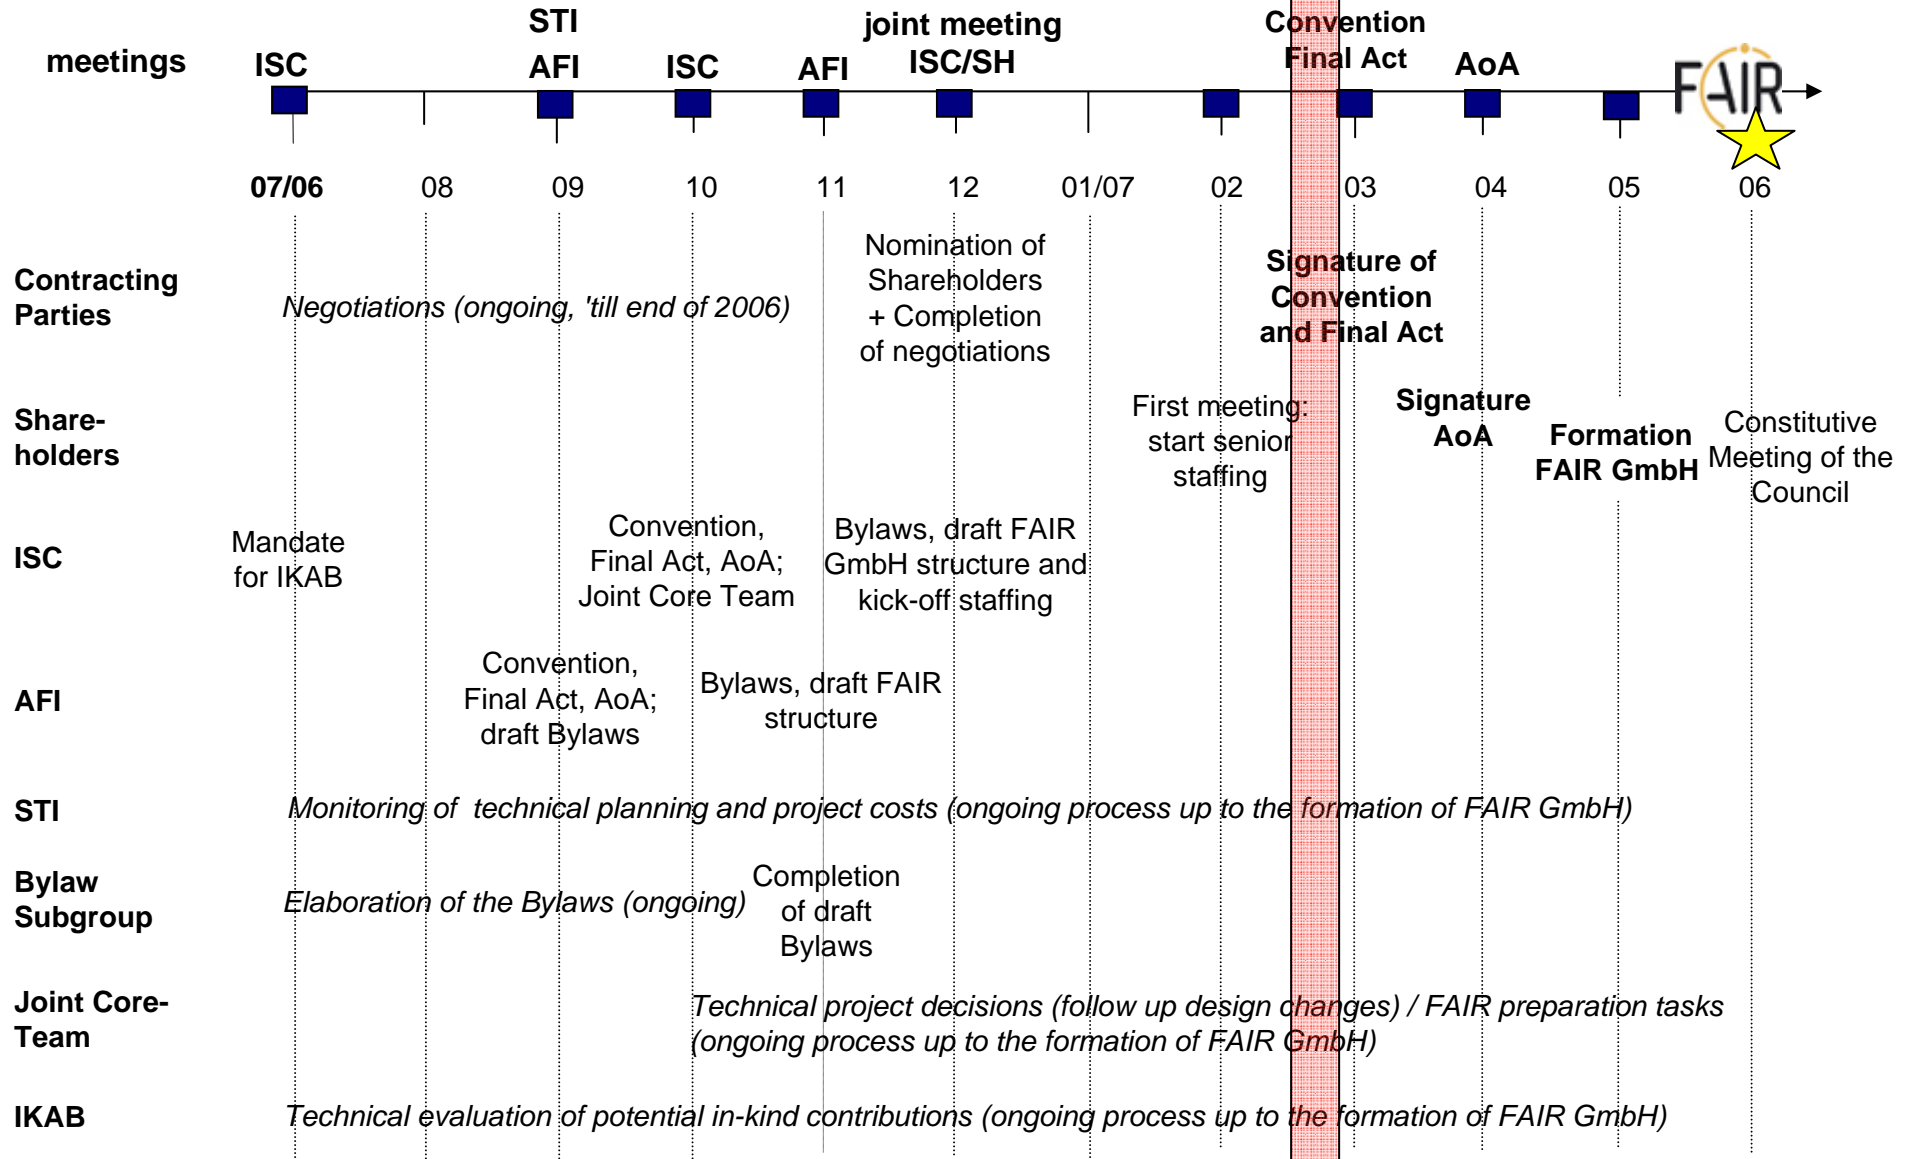 meetings
ISC
STI
AFI
ISC
AFI
joint meeting
ISC/SH
Convention
Final Act
AoA
FAIR
07/06 08 09 10 11 12 01/07 02 03 04 05 06
Contracting
Parties
Negotiations (ongoing, 'till end of 2006)
Nomination of
Shareholders
+ Completion
of negotiations
Signature of
Convention
and Final Act
Share-
holders
First meeting:
start senior
staffing
Signature
AoA
Formation
FAIR GmbH
Constitutive
Meeting of the
Council
ISC
Mandate
for IKAB
Convention,
Final Act, AoA;
Joint Core Team
Bylaws, draft FAIR
GmbH structure and
kick-off staffing
AFI
Convention,
Final Act, AoA;
draft Bylaws
Bylaws, draft FAIR
structure
STI
Monitoring of technical planning and project costs (ongoing process up to the formation of FAIR GmbH)
Bylaw
Subgroup
Elaboration of the Bylaws (ongoing)
Completion
of draft
Bylaws
Joint Core-
Team
Technical project decisions (follow up design changes) / FAIR preparation tasks
(ongoing process up to the formation of FAIR GmbH)
IKAB
Technical evaluation of potential in-kind contributions (ongoing process up to the formation of FAIR GmbH)